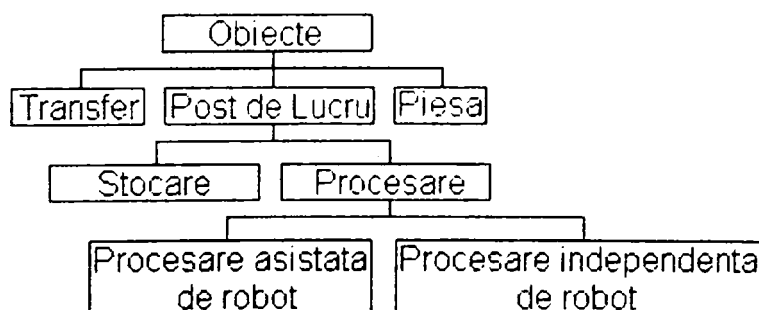 Obiecte
Transfer Post de Lucru Piesa
Stocare Procesare
Procesare asistata Procesare independenta
de robot de robot